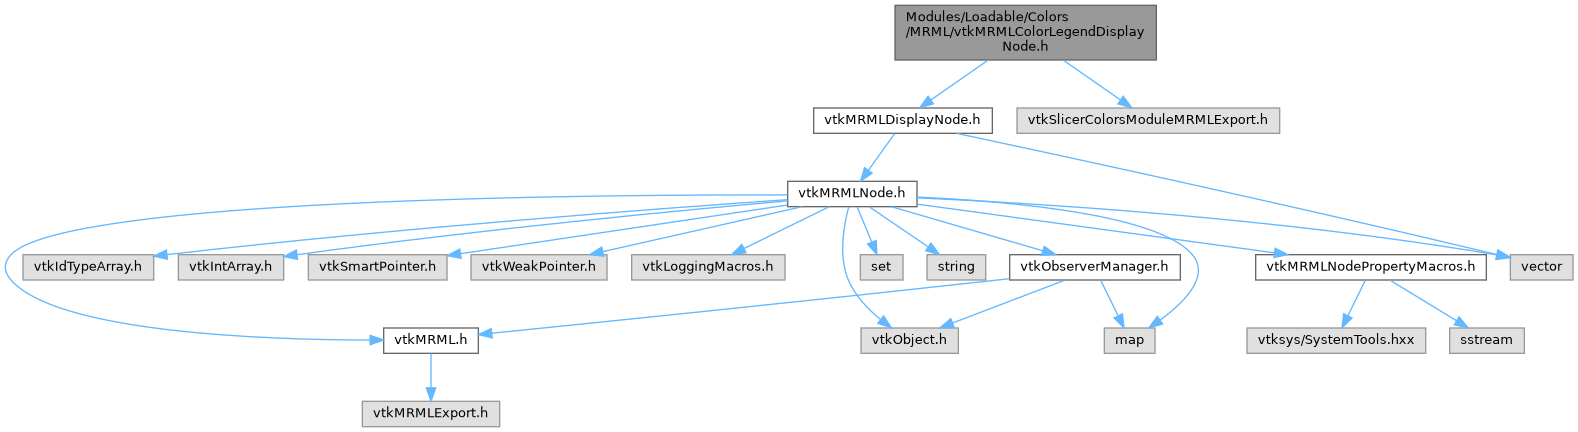 Modules/Loadable/Colors
/MRML/vtkMRMLColorLegendDisplay
Node.h
vtkMRMLDisplayNode.h
vtkSlicerColorsModuleMRMLExport.h
vtkMRMLNode.h
vtkIdTypeArray.h
vtkIntArray.h
vtkSmartPointer.h
vtkWeakPointer.h
vtkLoggingMacros.h
set
string
vtkObserverManager.h
vtkMRMLNodePropertyMacros.h
vector
vtkMRML.h
vtkObject.h
map
vtksys/SystemTools.hxx
sstream
vtkMRMLExport.h